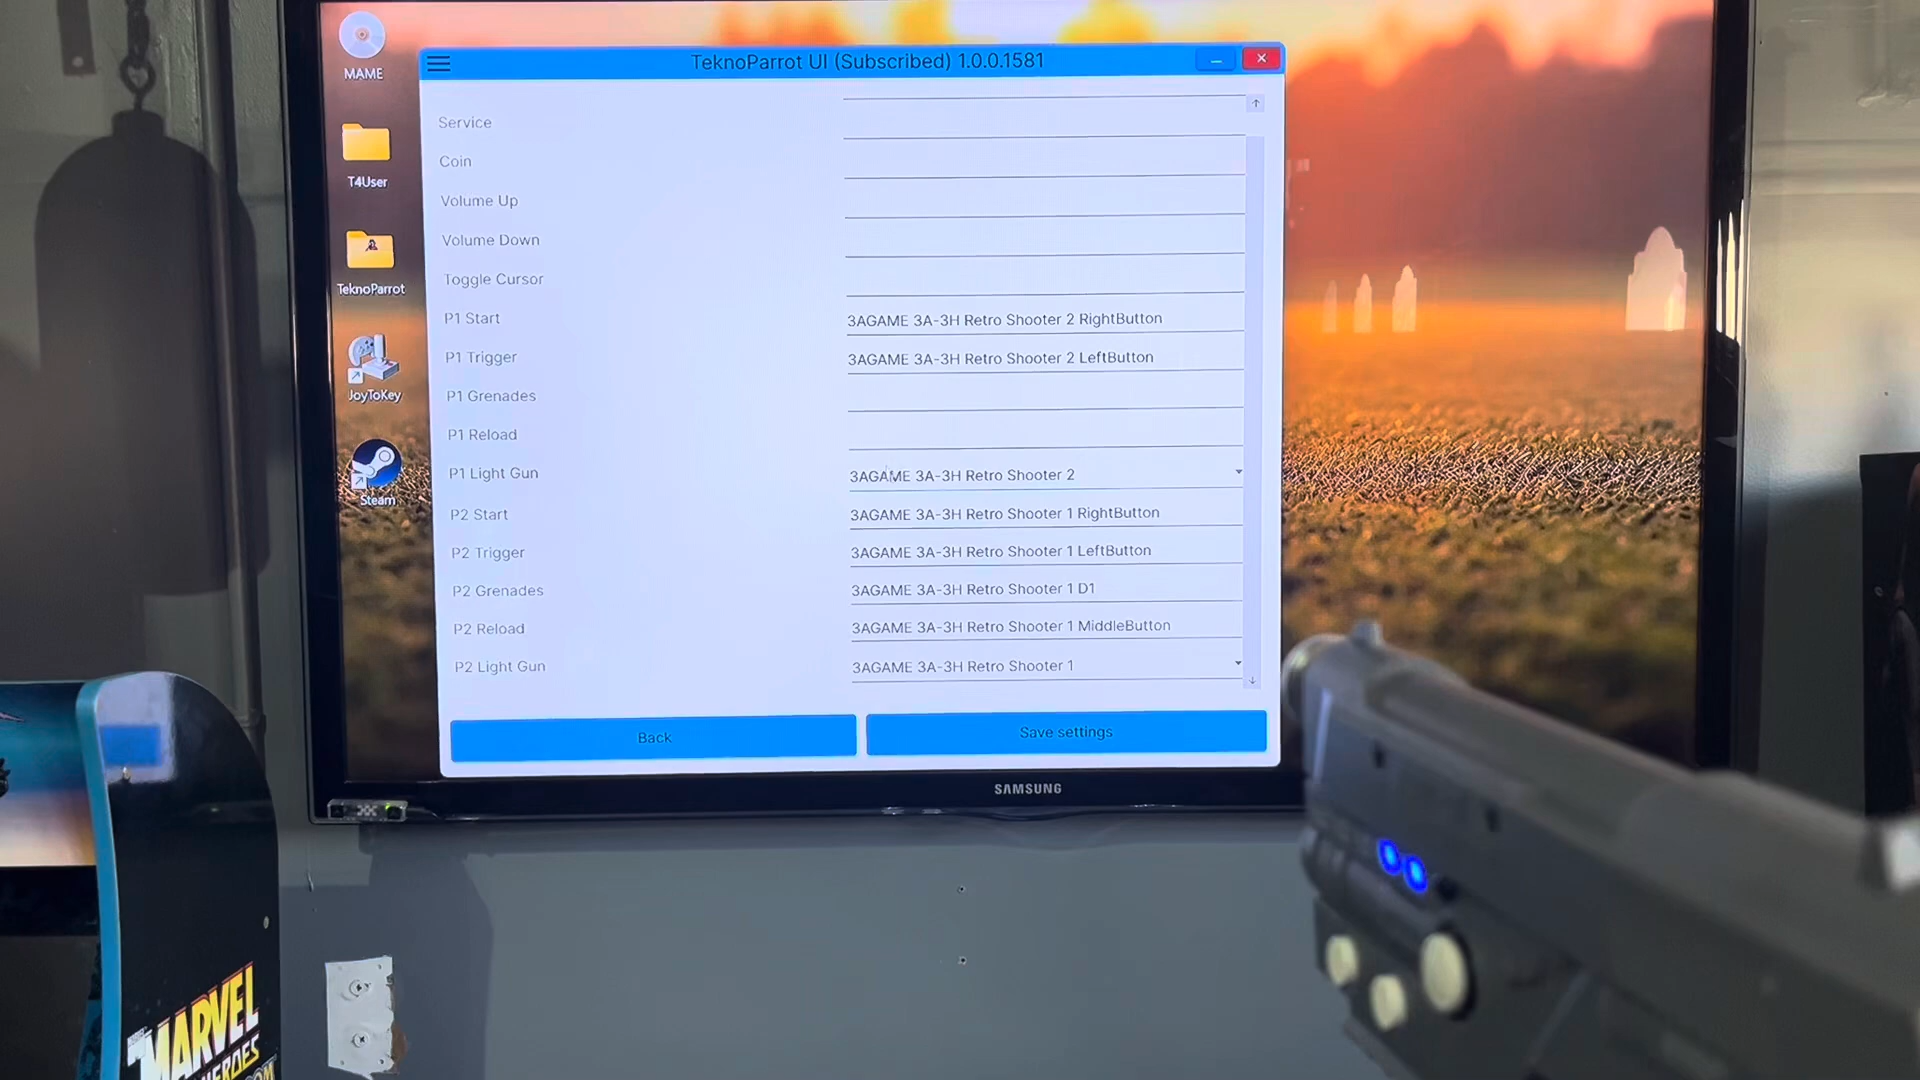 MAME
T4User
TeknoParrot
JoyToKey
Steam
TeknoParrot UI (Subscribed) 1.0.0.1581
Service
Coin
Volume Up
Volume Down
Toggle Cursor
P1 Start 3AGAME 3A-3H Retro Shooter 2 RightButton
P1 Trigger 3AGAME 3A-3H Retro Shooter 2 LeftButton
P1 Grenades
P1 Reload
P1 Light Gun 3AGAME 3A-3H Retro Shooter 2
P2 Start 3AGAME 3A-3H Retro Shooter 1 RightButton
P2 Trigger 3AGAME 3A-3H Retro Shooter 1 LeftButton
P2 Grenades 3AGAME 3A-3H Retro Shooter 1 D1
P2 Reload 3AGAME 3A-3H Retro Shooter 1 MiddleButton
P2 Light Gun 3AGAME 3A-3H Retro Shooter 1
Back Save settings
SAMSUNG
MARVEL